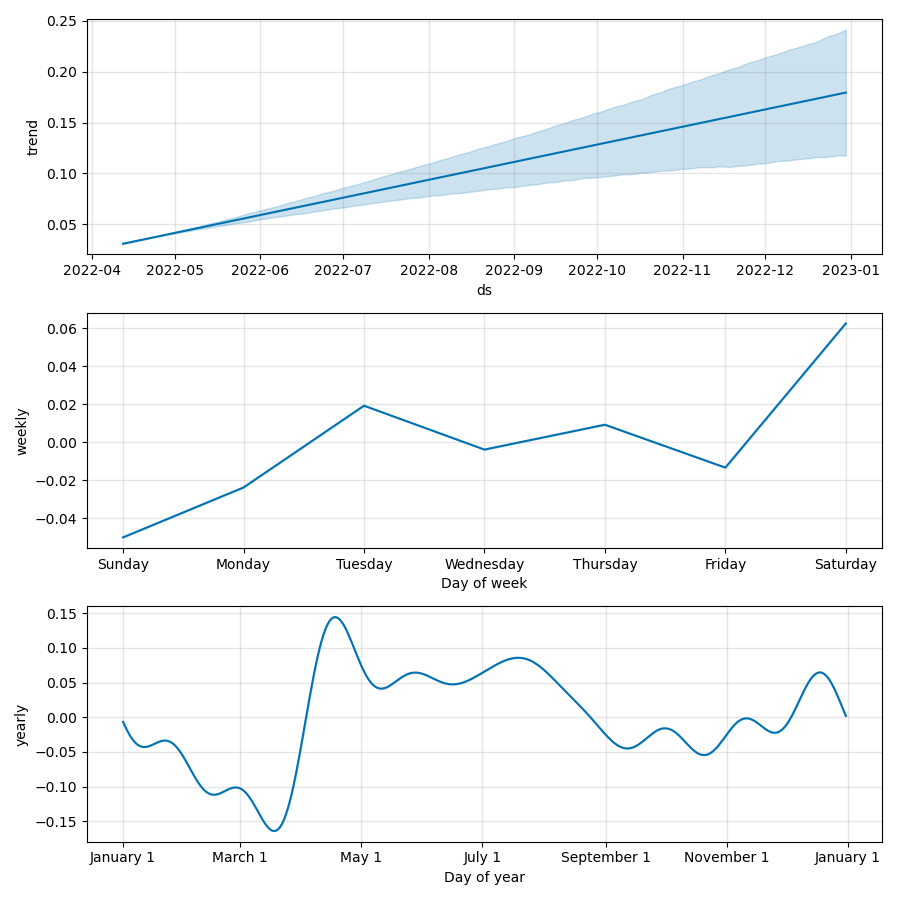 0.25
0.20
0.15
0.10
0.05
trend
2022-04 2022-05 2022-06 2022-07 2022-08 2022-09 2022-10 2022-11 2022-12 2023-01
ds
0.06
0.04
0.02
0.00
−0.02
−0.04
weekly
Sunday Monday Tuesday Wednesday Thursday Friday Saturday
Day of week
0.15
0.10
0.05
0.00
−0.05
−0.10
−0.15
yearly
January 1 March 1 May 1 July 1 September 1 November 1 January 1
Day of year